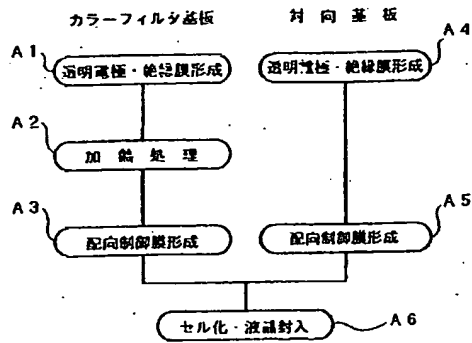 カラーフィルタ基板
対向基板
A1
透明電極・絶縁膜形成
A4
透明電極・絶縁膜形成
A2
加熱処理
A3
配向制御膜形成
A5
配向制御膜形成
セル化・液晶封入
A6